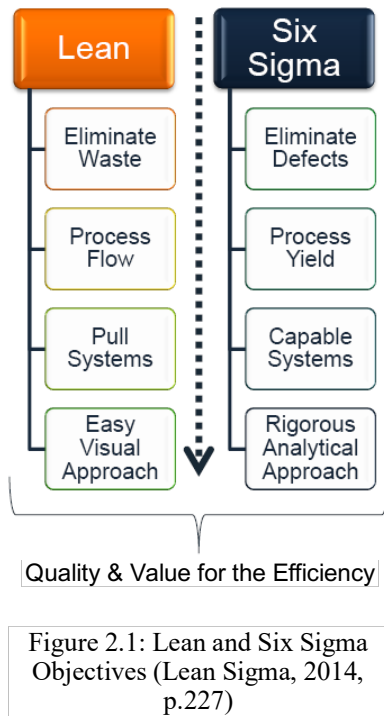 Lean
Eliminate
Waste
Process
Flow
Pull
Systems
Easy
Visual
Approach
Six
Sigma
Eliminate
Defects
Process
Yield
Capable
Systems
Rigorous
Analytical
Approach
Quality & Value for the Efficiency
Figure 2.1: Lean and Six Sigma
Objectives (Lean Sigma, 2014,
p.227)